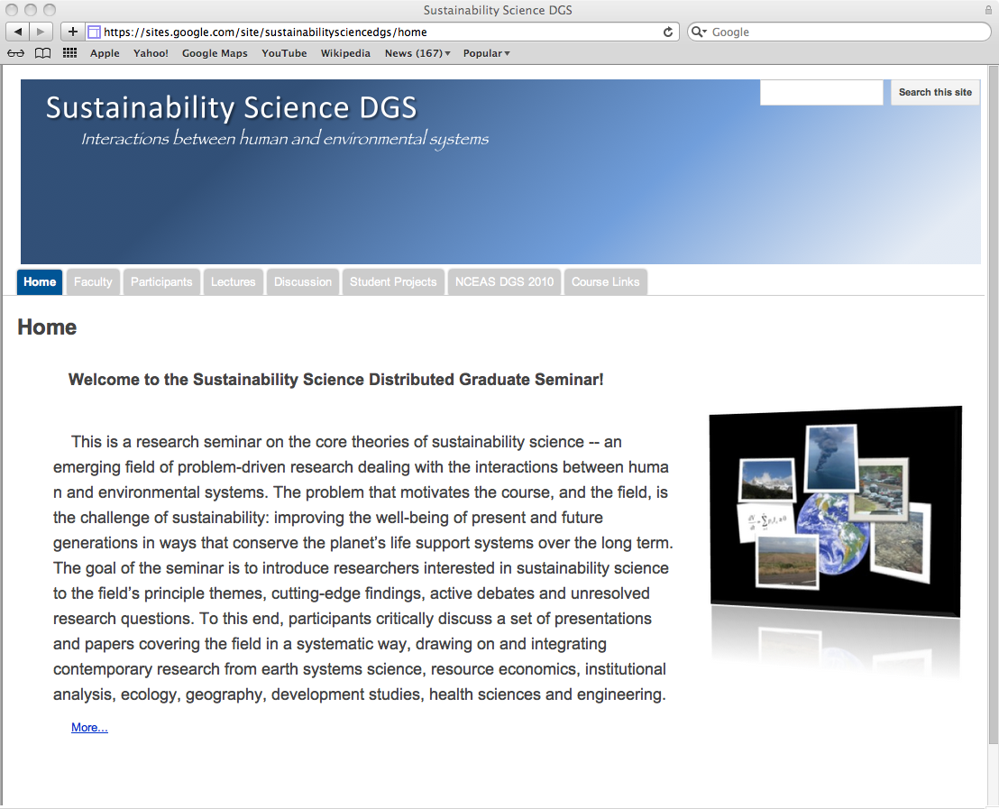 Sustainability Science DGS
https://sites.google.com/site/sustainabilitysciencedgs/home
Google
Apple Yahoo! Google Maps YouTube Wikipedia News (167) Popular
Sustainability Science DGS
Search this site
Interactions between human and environmental systems
Home Faculty Participants Lectures Discussion Student Projects NCEAS DGS 2010 Course Links
Home
Welcome to the Sustainability Science Distributed Graduate Seminar!
This is a research seminar on the core theories of sustainability science -- an
emerging field of problem-driven research dealing with the interactions between huma
n and environmental systems. The problem that motivates the course, and the field, is
the challenge of sustainability: improving the well-being of present and future
generations in ways that conserve the planet’s life support systems over the long term.
The goal of the seminar is to introduce researchers interested in sustainability science
to the field’s principle themes, cutting-edge findings, active debates and unresolved
research questions. To this end, participants critically discuss a set of presentations
and papers covering the field in a systematic way, drawing on and integrating
contemporary research from earth systems science, resource economics, institutional
analysis, ecology, geography, development studies, health sciences and engineering.
More...